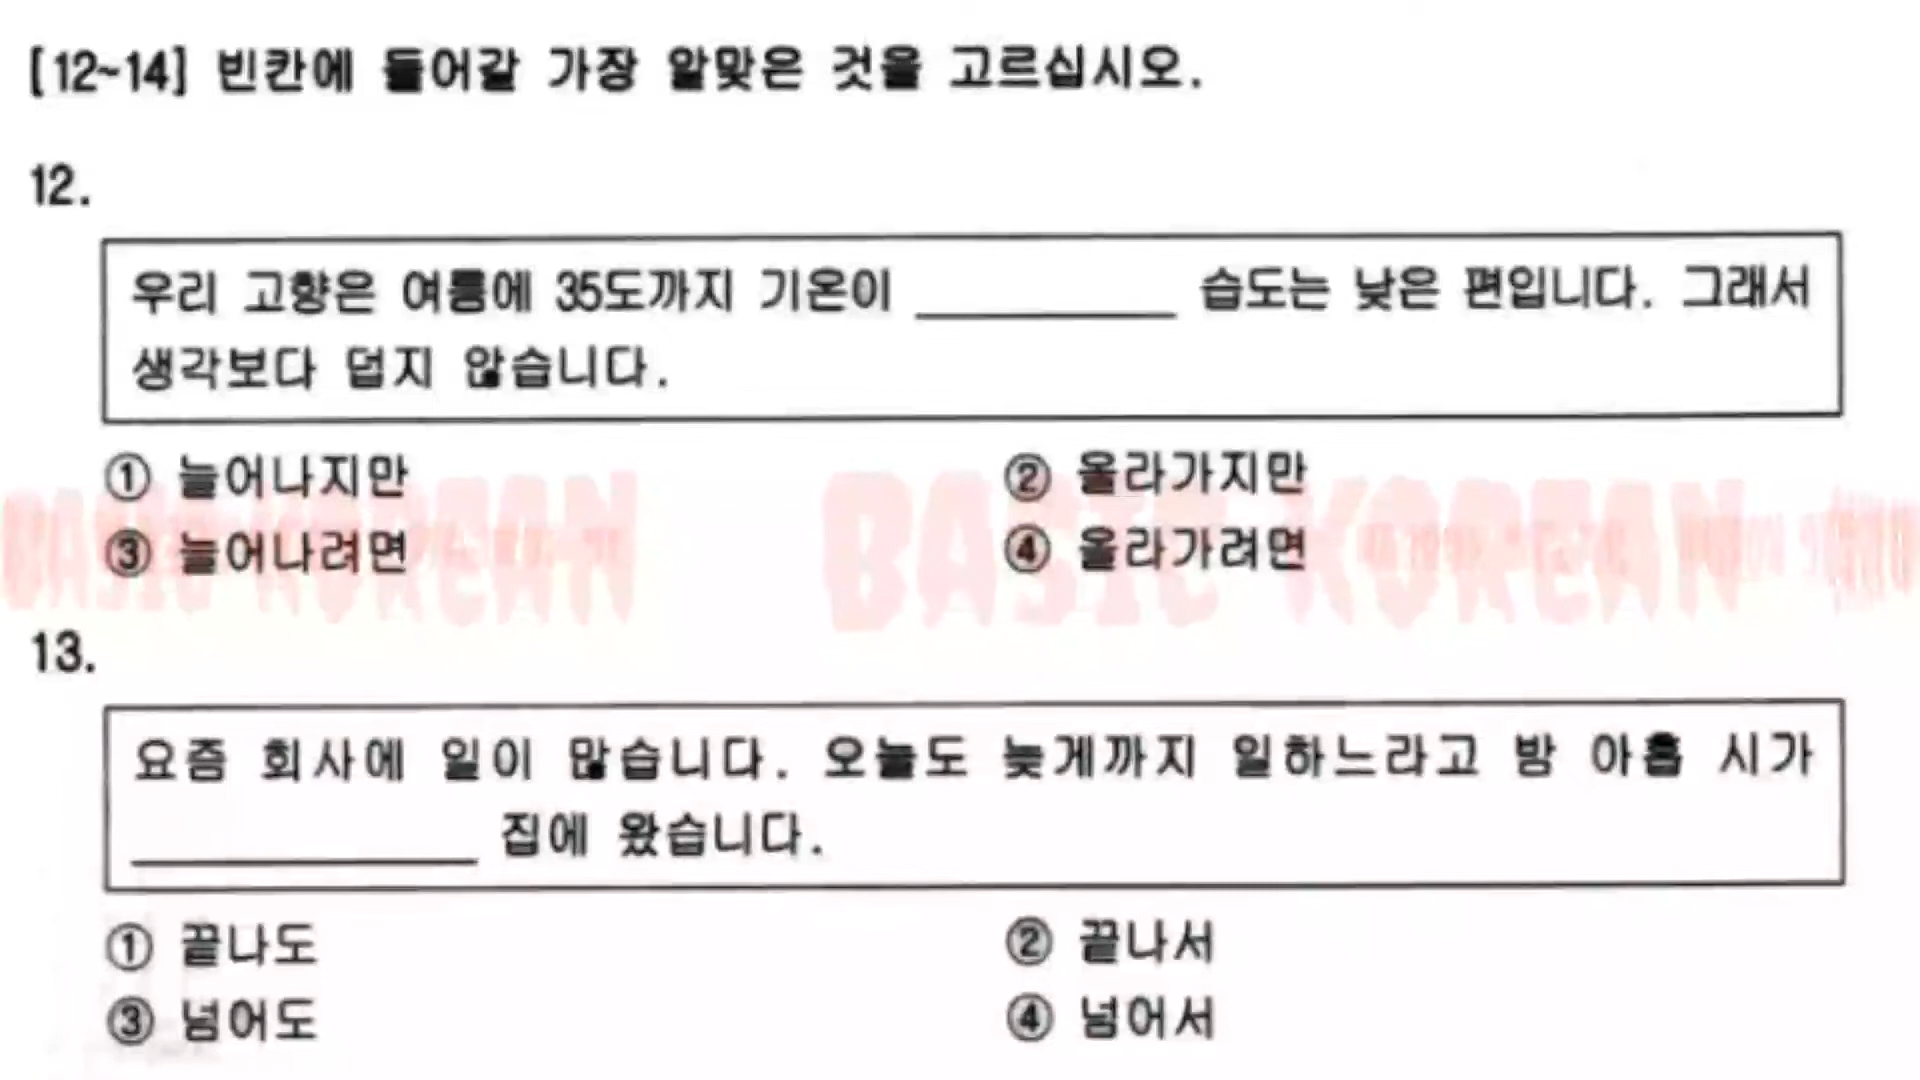 [12~14] 빈칸에 들어갈 가장 알맞은 것을 고르십시오.
12.
우리 고향은 여름에 35도까지 기온이 __________ 습도는 낮은 편입니다. 그래서
생각보다 덥지 않습니다.
① 늘어나지만
② 올라가지만
③ 늘어나려면
④ 올라가려면
BASIC KOREAN BASIC KOREAN
13.
요즘 회사에 일이 많습니다. 오늘도 늦게까지 일하느라고 밤 아홉 시가
__________ 집에 왔습니다.
① 끝나도
② 끝나서
③ 넘어도
④ 넘어서